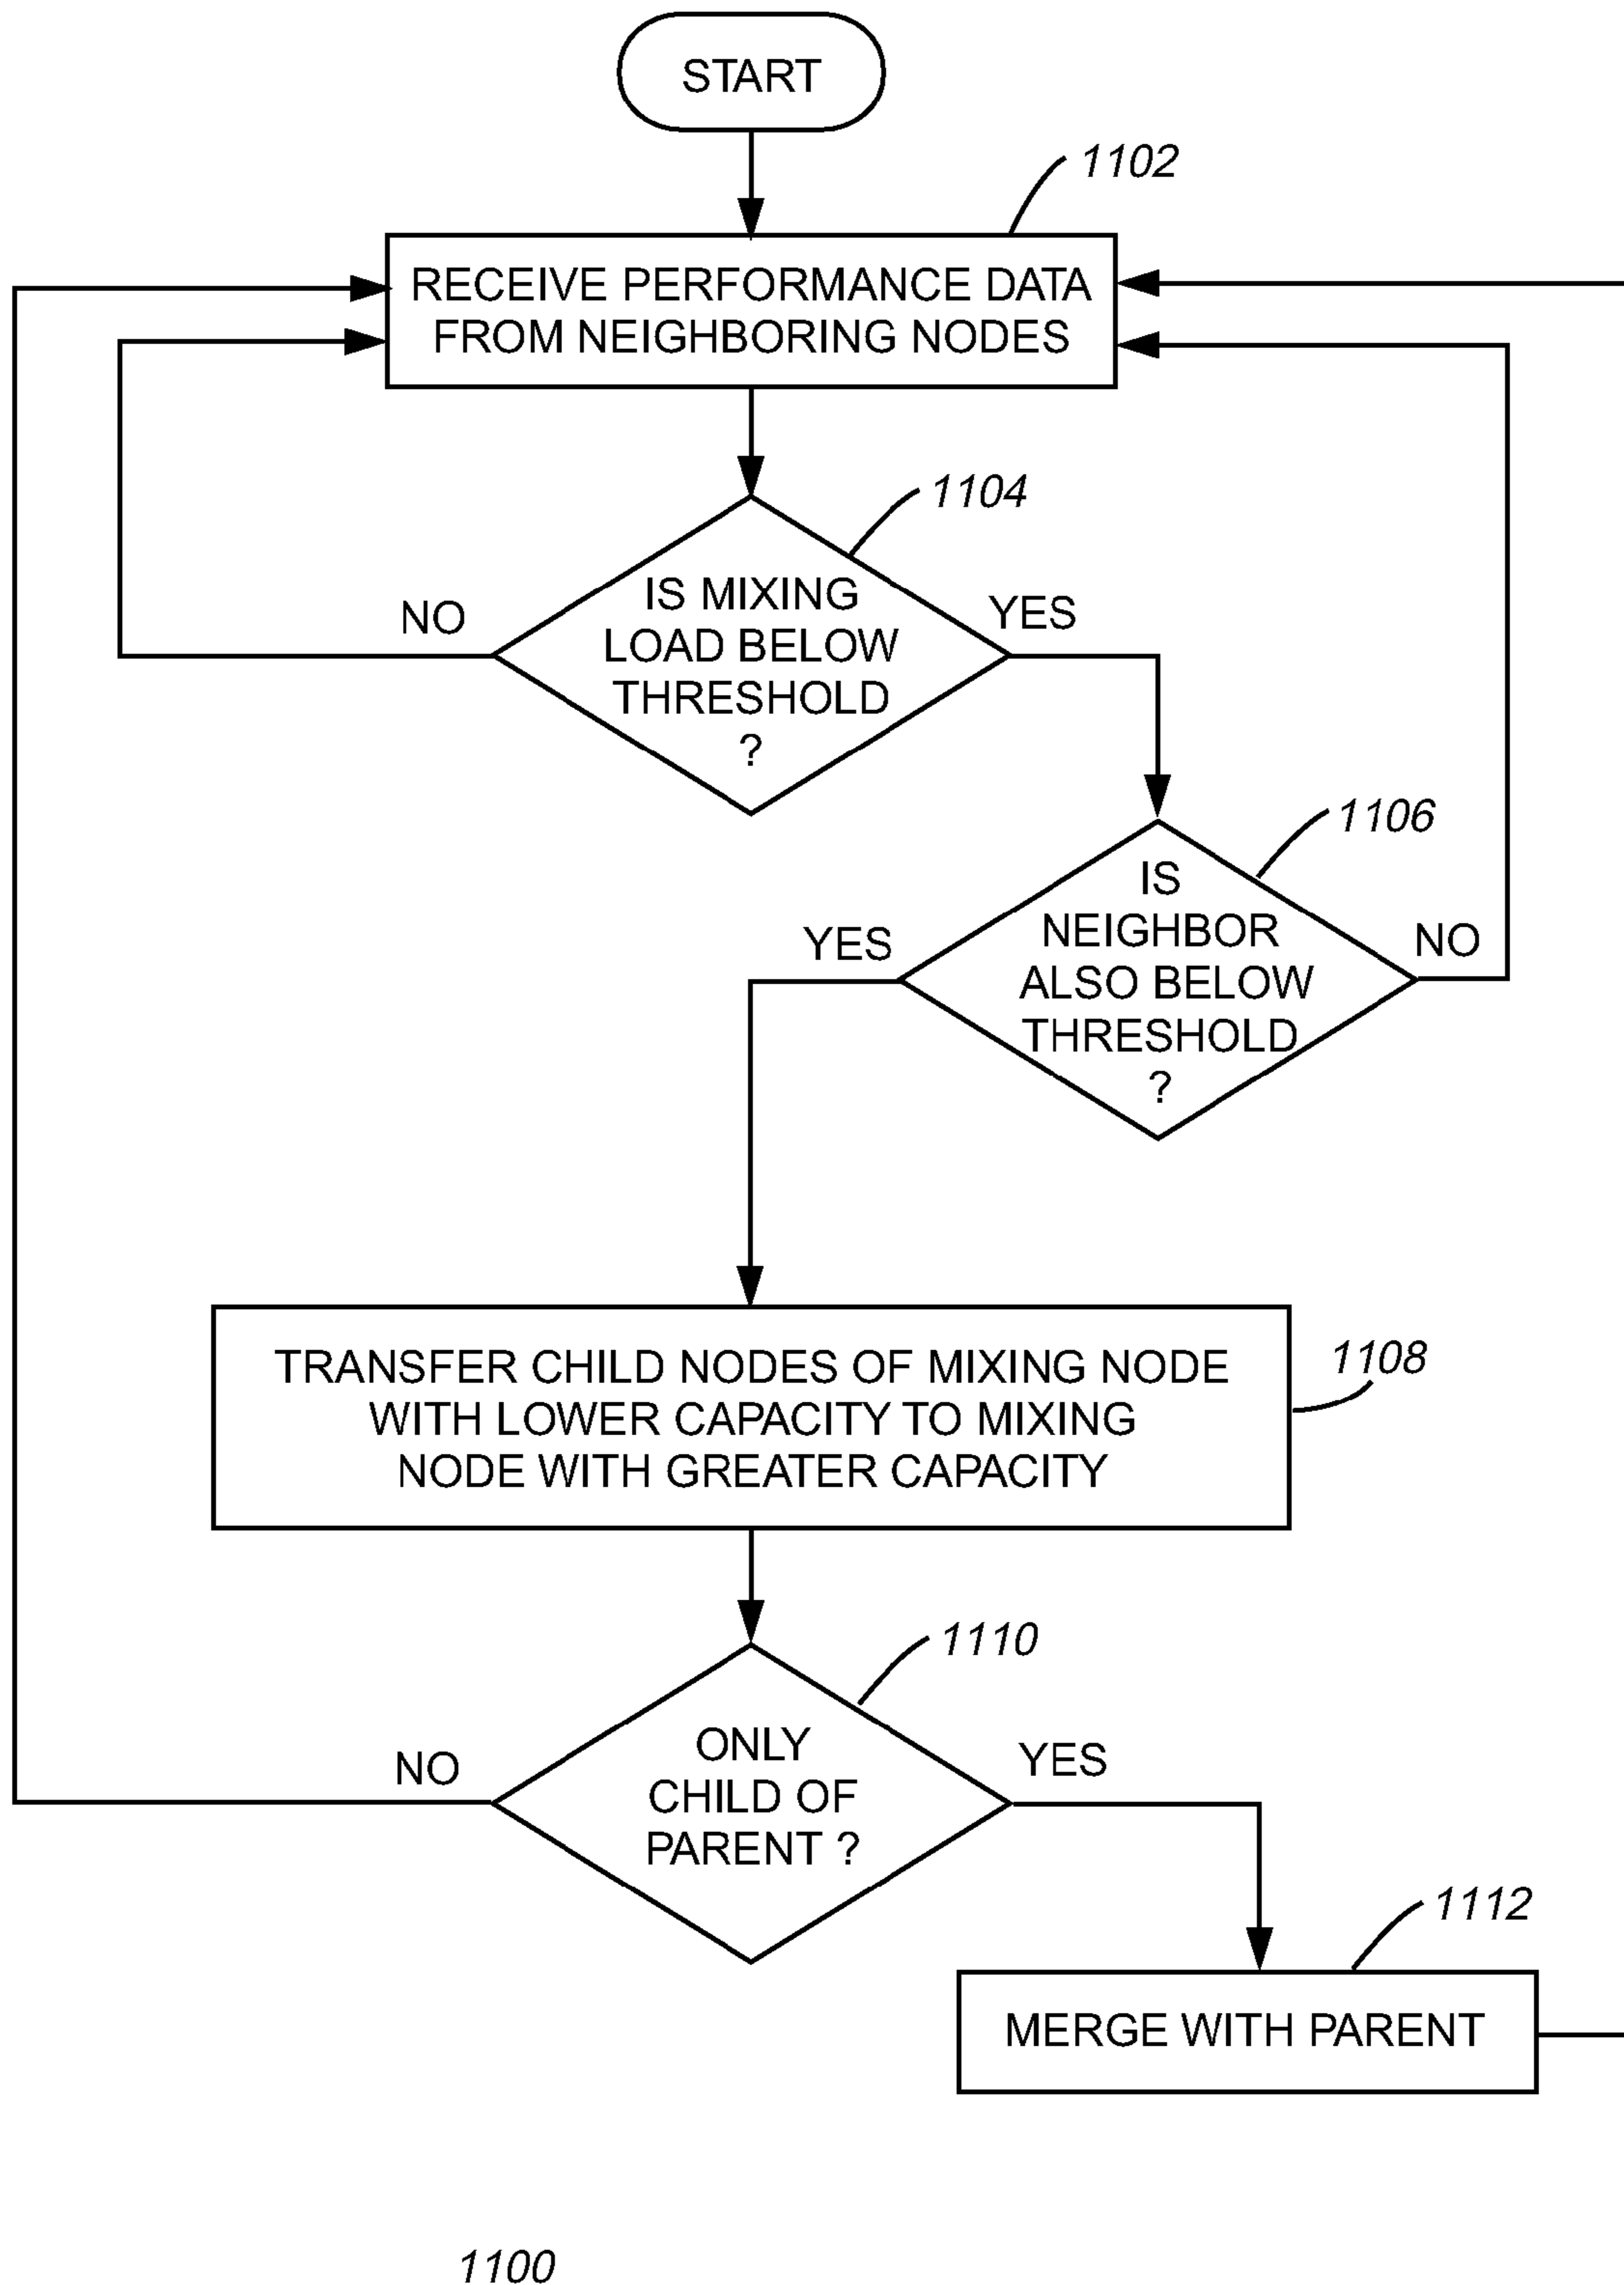 START
1102
RECEIVE PERFORMANCE DATA
FROM NEIGHBORING NODES
1104
IS MIXING
LOAD BELOW
THRESHOLD
?
NO
YES
1106
IS
NEIGHBOR
ALSO BELOW
THRESHOLD
?
YES
NO
1108
TRANSFER CHILD NODES OF MIXING NODE
WITH LOWER CAPACITY TO MIXING
NODE WITH GREATER CAPACITY
1110
ONLY
CHILD OF
PARENT ?
NO
YES
1112
MERGE WITH PARENT
1100